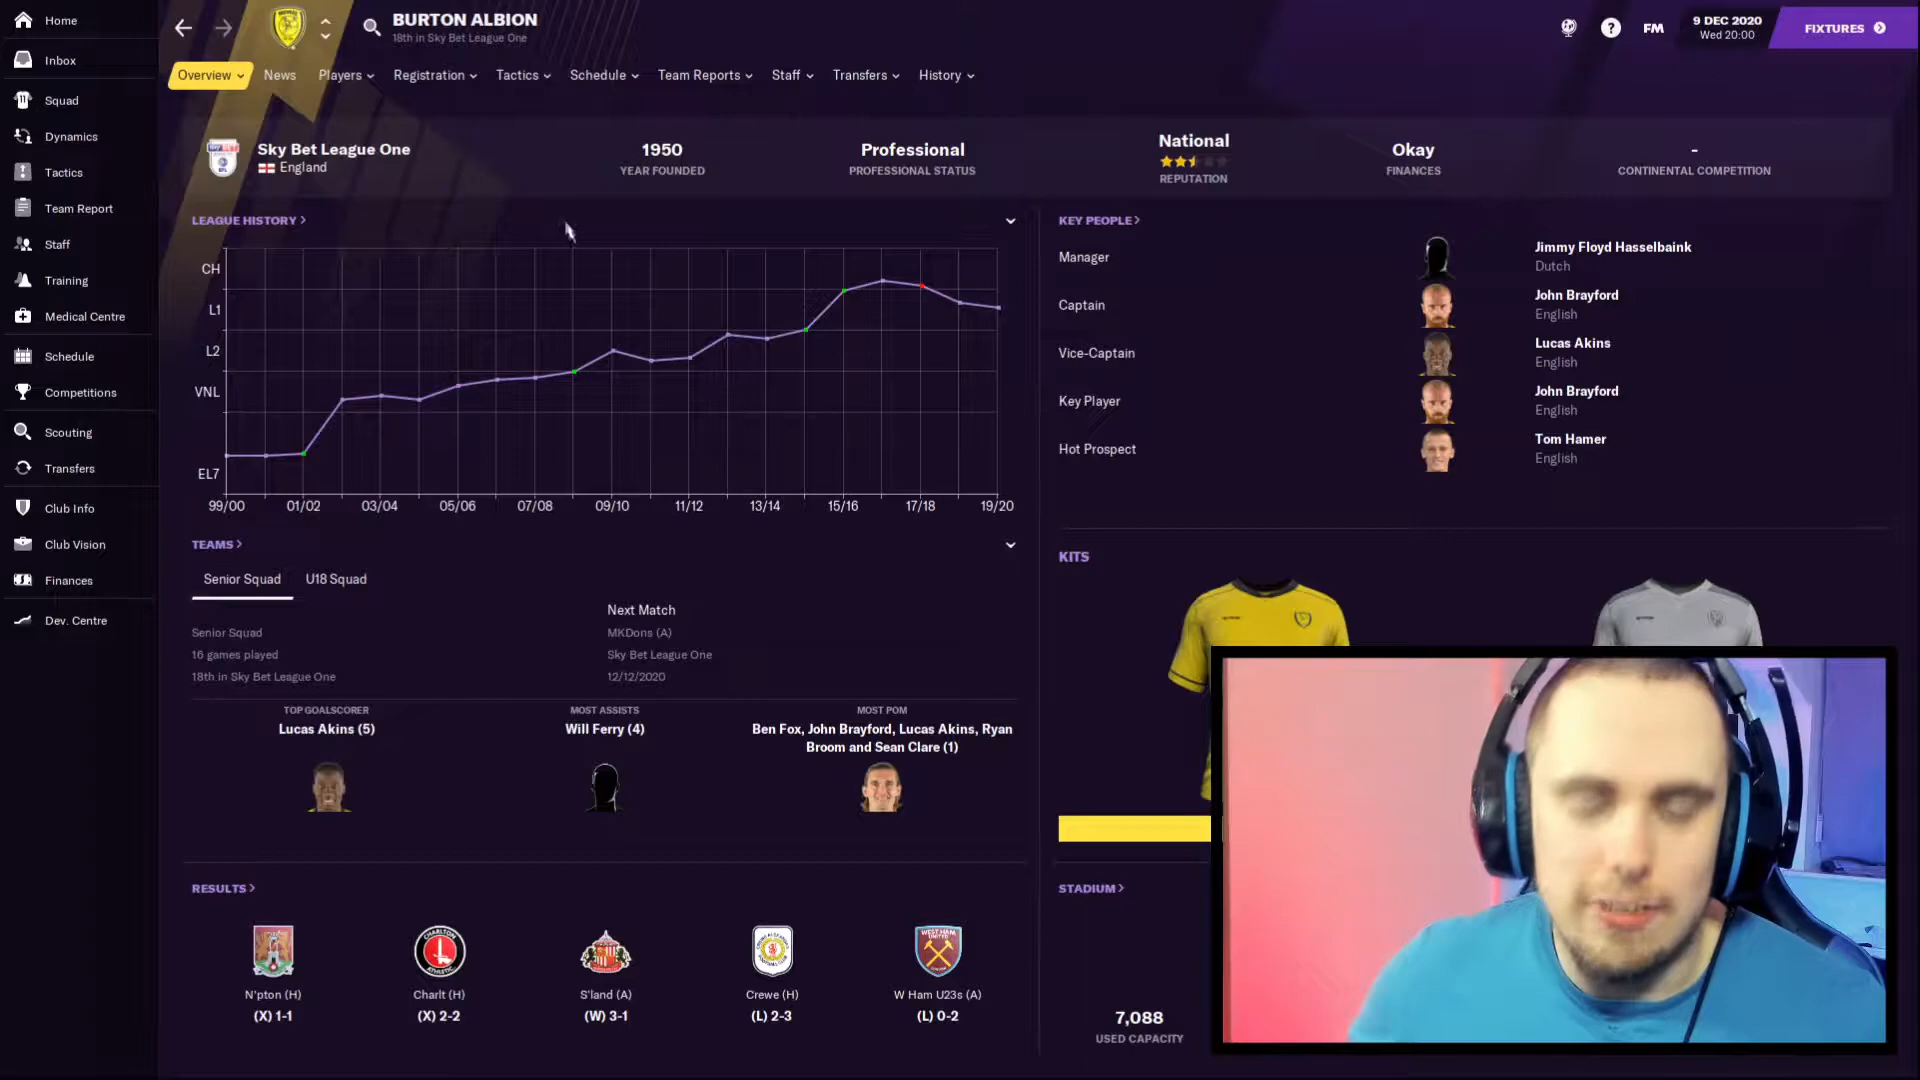 Home
Inbox
Squad
Dynamics
Tactics
Team Report
Staff
Training
Medical Centre
Schedule
Competitions
Scouting
Transfers
Club Info
Club Vision
Finances
Dev. Centre
BURTON ALBION
18th in Sky Bet League One
FM
9 DEC 2020
Wed 20:00
FIXTURES
Overview
News
Players
Registration
Tactics
Schedule
Team Reports
Staff
Transfers
History
Sky Bet League One
England
1950
YEAR FOUNDED
Professional
PROFESSIONAL STATUS
National
REPUTATION
Okay
FINANCES
-
CONTINENTAL COMPETITION
LEAGUE HISTORY >
CH
L1
L2
VNL
EL7
99/00 01/02 03/04 05/06 07/08 09/10 11/12 13/14 15/16 17/18 19/20
KEY PEOPLE >
Manager
Jimmy Floyd Hasselbaink
Dutch
Captain
John Brayford
English
Vice-Captain
Lucas Akins
English
Key Player
John Brayford
English
Hot Prospect
Tom Hamer
English
TEAMS >
Senior Squad
U18 Squad
Senior Squad
16 games played
18th in Sky Bet League One
Next Match
MKDons (A)
Sky Bet League One
12/12/2020
TOP GOALSCORER
Lucas Akins (5)
MOST ASSISTS
Will Ferry (4)
MOST POM
Ben Fox, John Brayford, Lucas Akins, Ryan
Broom and Sean Clare (1)
KITS
RESULTS >
N'pton (H)
(X) 1-1
Charlt (H)
(X) 2-2
S'land (A)
(W) 3-1
Crewe (H)
(L) 2-3
W Ham U23s (A)
(L) 0-2
STADIUM >
7,088
USED CAPACITY